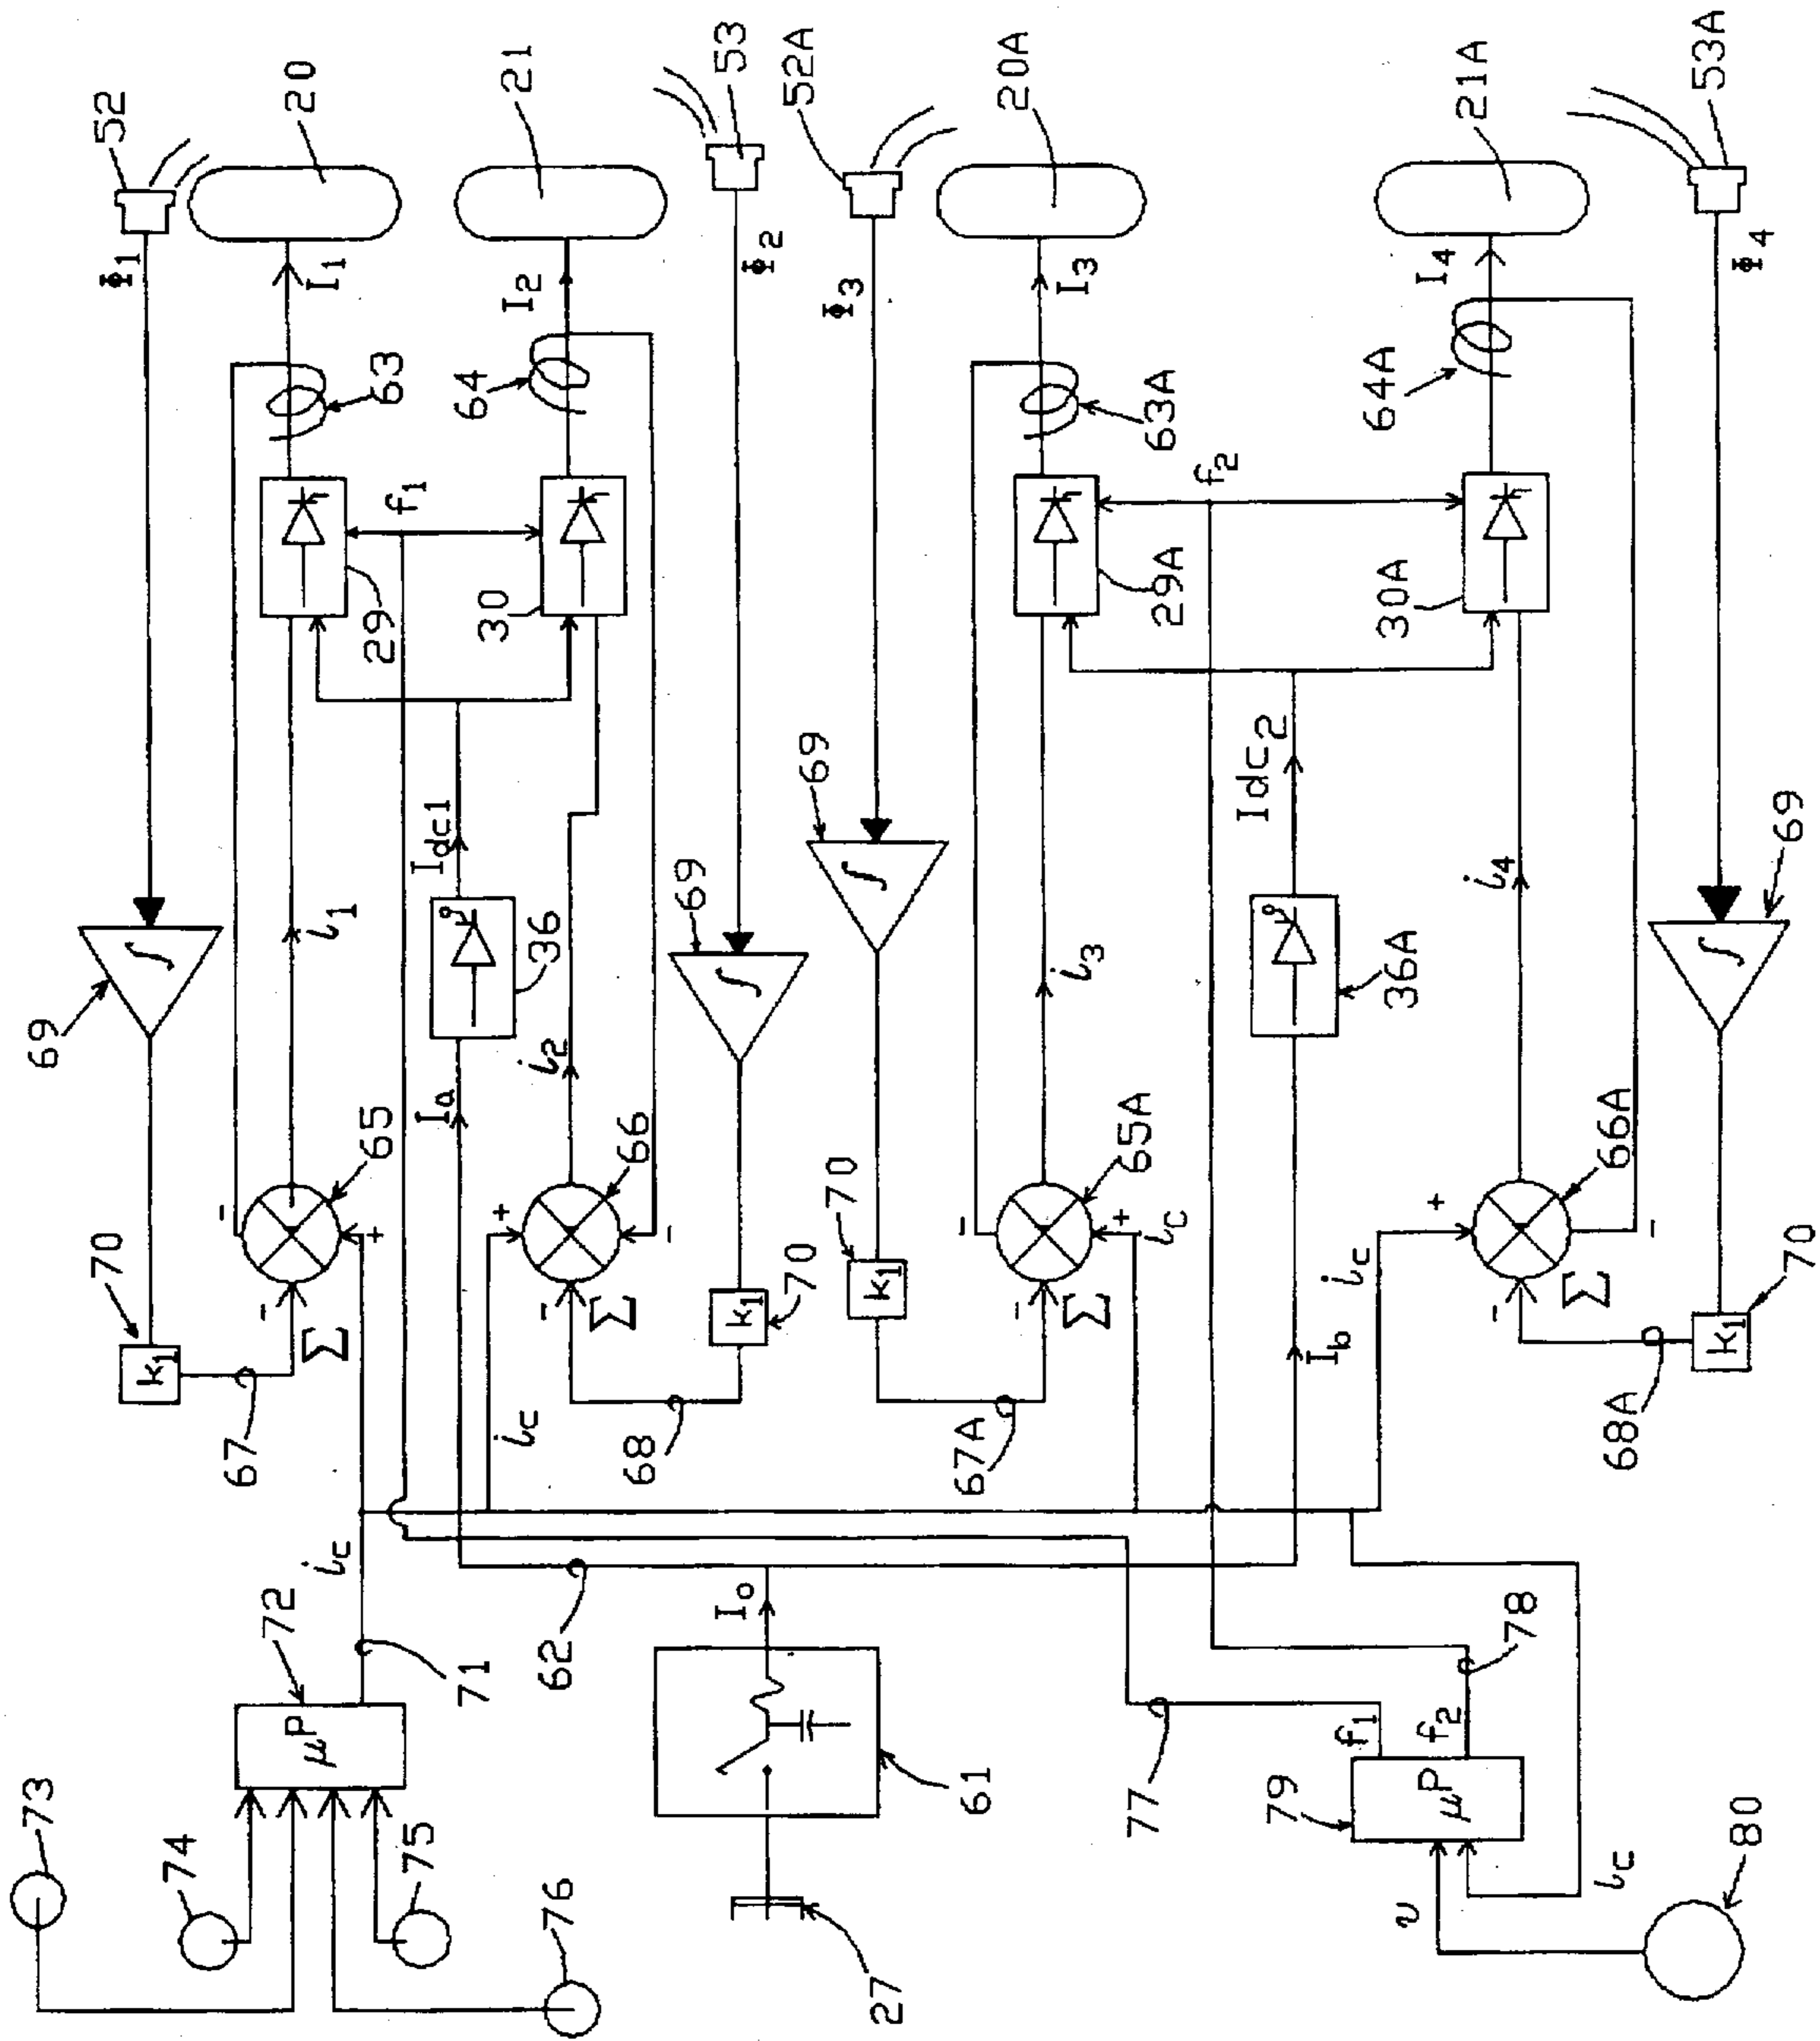 52
20
Φ1
I1
63
29
69
i1
65
-
+
-
Σ
70
k1
67
21
I2
64
f1
30
Idc1
36
Ia
i2
66
+
-
-
Σ
ic
53
Φ2
69
70
k1
68
52A
Φ3
69
70
k1
67A
20A
I3
63A
f2
29A
i3
65A
-
+
ic
-
Σ
21A
I4
64A
30A
Idc2
36A
Ib
i4
66A
+
-
-
Σ
ic
53A
Φ4
69
70
k1
68A
ic
72
μP
71
73
74
75
76
62
Io
61
27
77
78
f1
f2
79
μP
v
ic
80